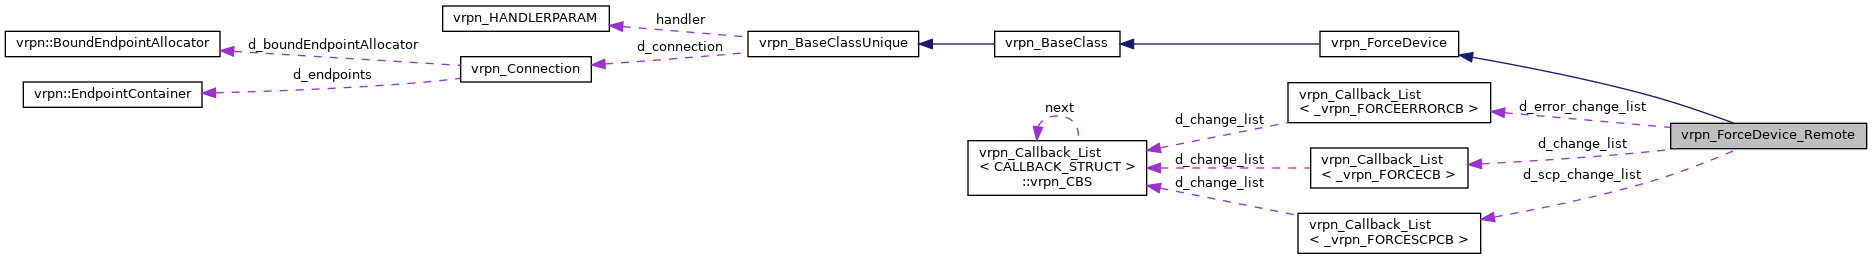 vrpn_HANDLERPARAM
handler
vrpn::BoundEndpointAllocator
d_boundEndpointAllocator
d_connection
vrpn_BaseClassUnique
vrpn_BaseClass
vrpn_ForceDevice
vrpn_Connection
d_endpoints
vrpn::EndpointContainer
vrpn_Callback_List
< _vrpn_FORCEERRORCB >
d_error_change_list
next
d_change_list
vrpn_ForceDevice_Remote
d_change_list
vrpn_Callback_List
< CALLBACK_STRUCT >
::vrpn_CBS
d_change_list
vrpn_Callback_List
< _vrpn_FORCECB >
d_change_list
d_scp_change_list
vrpn_Callback_List
< _vrpn_FORCESCPCB >